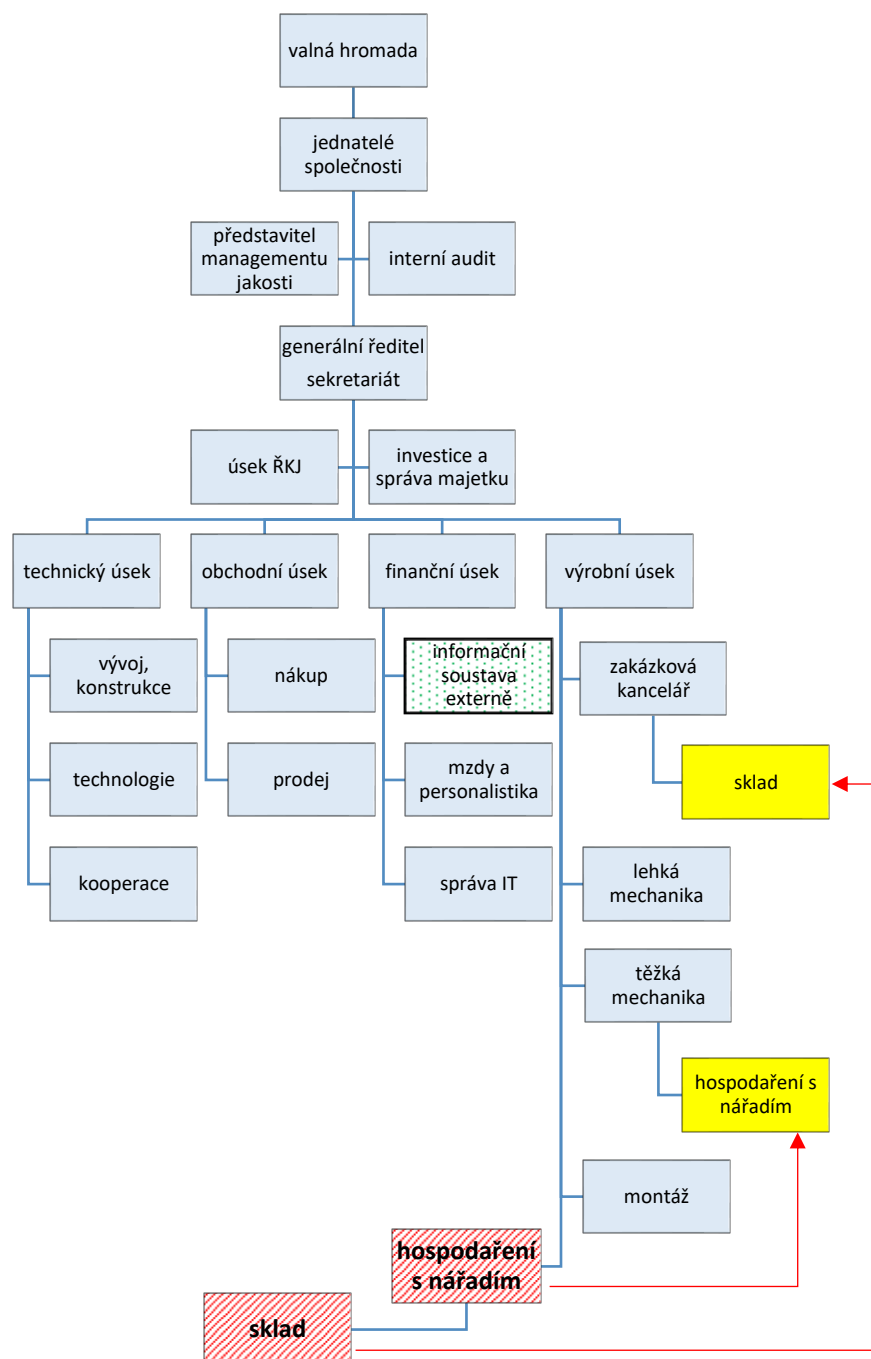 valná hromada
jednatelé
společnosti
představitel
managementu
jakosti
interní audit
generální ředitel
sekretariát
úsek ŘKJ
investice a
správa majetku
technický úsek
obchodní úsek
finanční úsek
výrobní úsek
vývoj,
konstrukce
nákup
informační
soustava
externě
zakázková
kancelář
technologie
prodej
mzdy a
personalistika
sklad
kooperace
správa IT
lehká
mechanika
těžká
mechanika
hospodaření s
nářadím
montáž
hospodaření
s nářadím
sklad